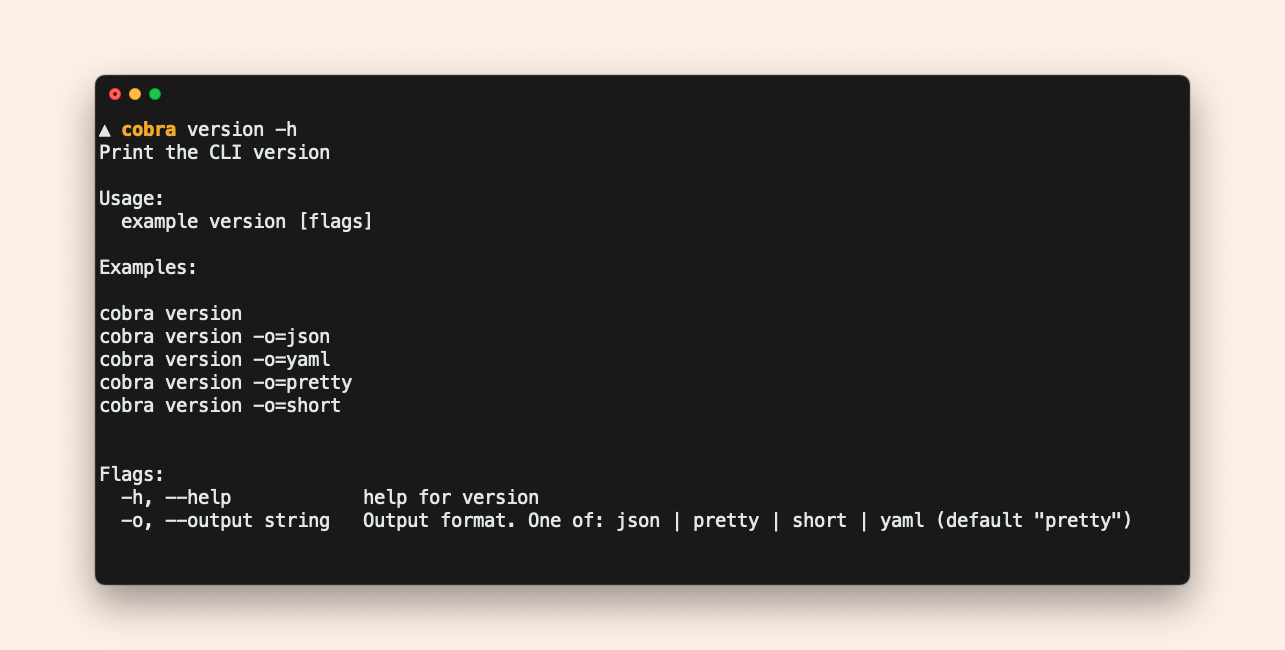 ▲ cobra version -h
Print the CLI version

Usage:
  example version [flags]

Examples:

cobra version
cobra version -o=json
cobra version -o=yaml
cobra version -o=pretty
cobra version -o=short


Flags:
  -h, --help            help for version
  -o, --output string   Output format. One of: json | pretty | short | yaml (default "pretty")